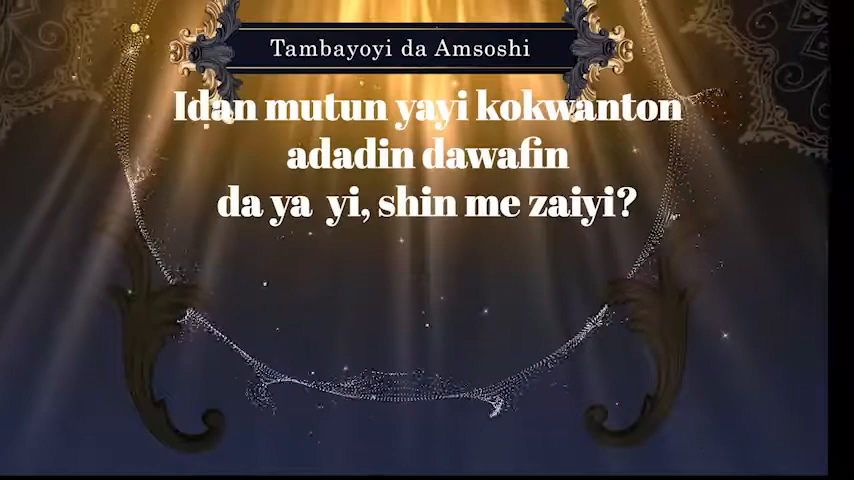 Tambayoyi da Amsoshi
Idan mutun yayi kokwanton
adadin dawafin
da ya yi, shin me zaiyi?